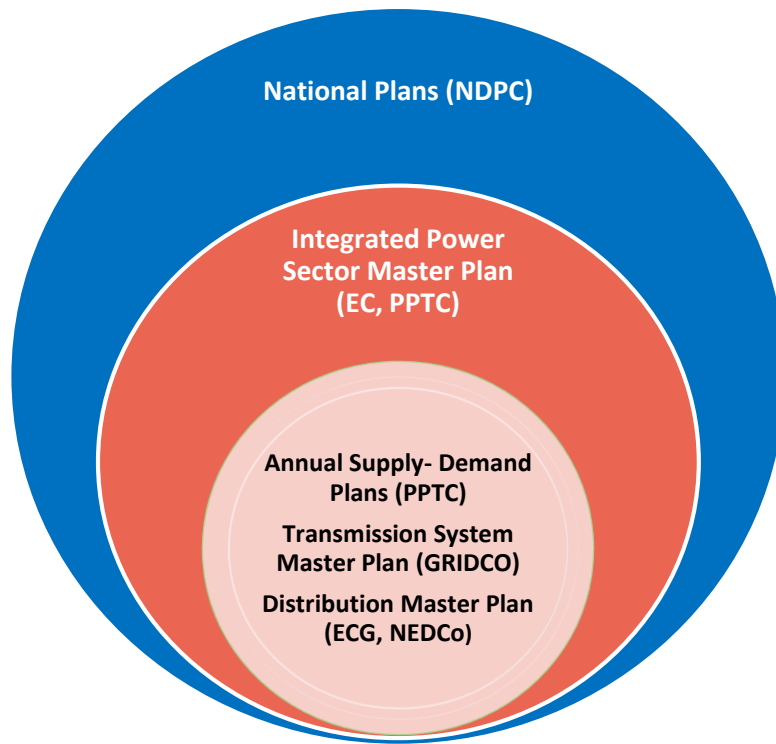 National Plans (NDPC)
Integrated Power
Sector Master Plan
(EC, PPTC)
Annual Supply- Demand
Plans (PPTC)
Transmission System
Master Plan (GRIDCO)
Distribution Master Plan
(ECG, NEDCo)